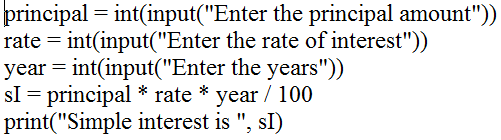 principal = int(input("Enter the principal amount"))
rate = int(input("Enter the rate of interest"))
year = int(input("Enter the years"))
sI = principal * rate * year / 100
print("Simple interest is ", sI)